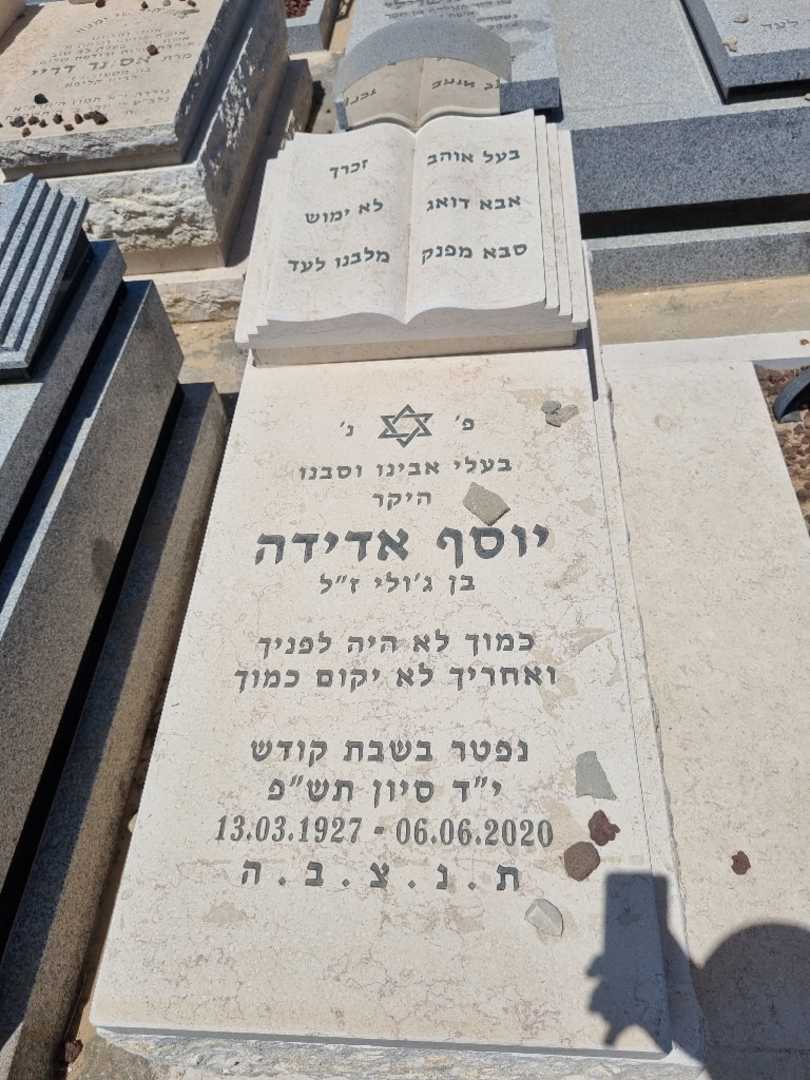 בעל אוהב
אבא דואג
סבא מפנק
זכרך
לא ימוש
מלבנו לעד
פ' נ'
בעלי אבינו וסבנו
היקר
יוסף אדידה
בן ג'ולי ז"ל
כמוך לא היה לפניך
ואחריך לא יקום כמוך
נפטר בשבת קודש
י"ד סיון תש"פ
13.03.1927 - 06.06.2020
ת . נ . צ . ב . ה